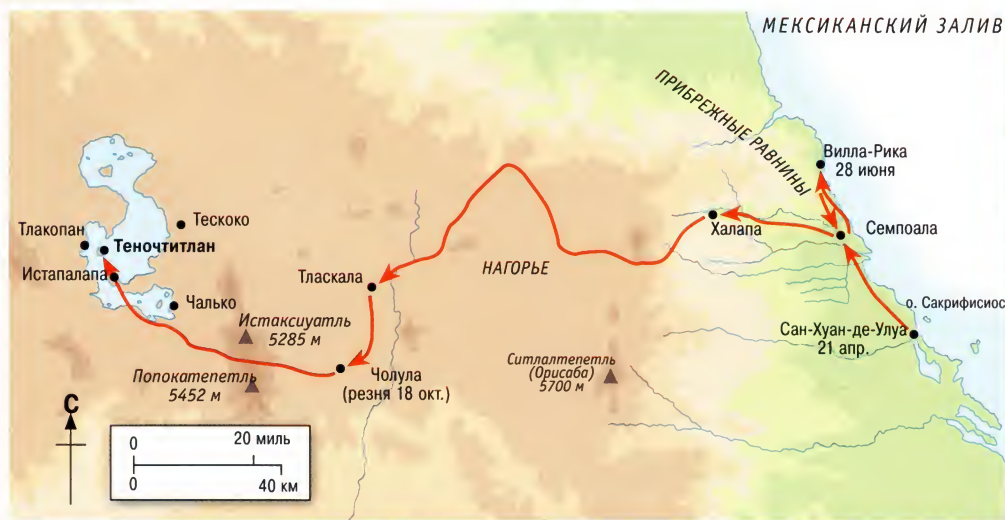 МЕКСИКАНСКИЙ ЗАЛИВ
ПРИБРЕЖНЫЕ РАВНИНЫ
Вилла-Рика
28 июня
Семпоала
Халапа
о. Сакрифисиос
Сан-Хуан-де-Улуа
21 апр.
НАГОРЬЕ
Ситлалтепетль
(Орисаба)
5700 м
Тласкала
Чолула
(резня 18 окт.)
Тескоко
Тлакопан
Теночтитлан
Истапалапа
Чалько
Истаксиуатль
5285 м
Попокатепетль
5452 м
С
0 20 миль
0 40 км